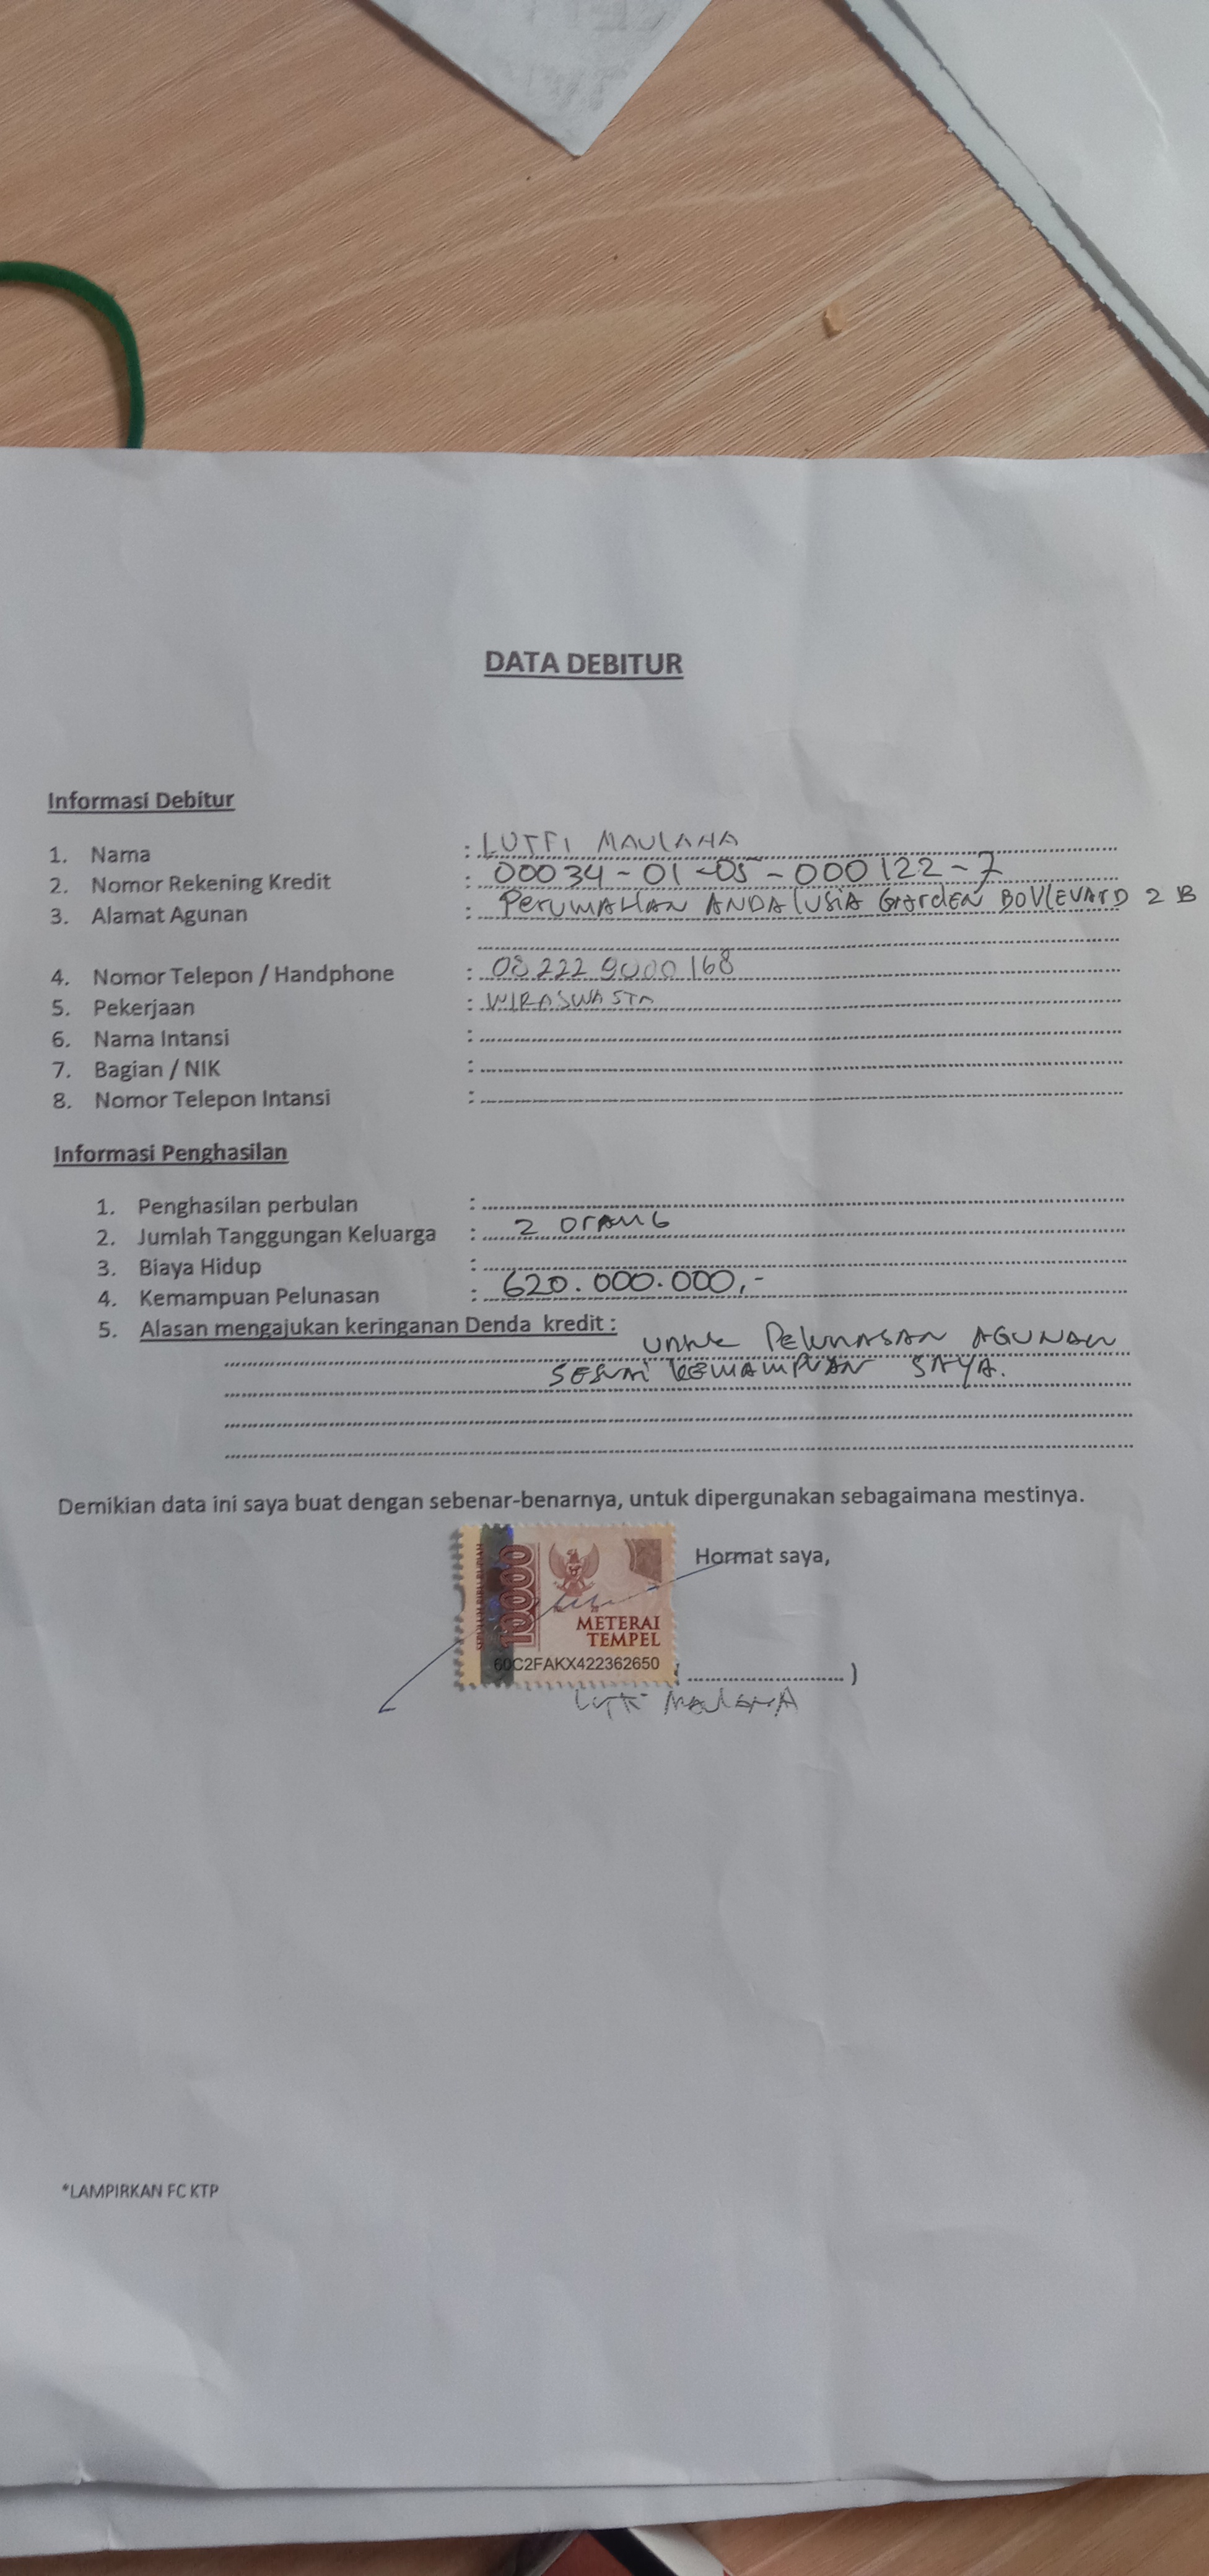 DATA DEBITUR
Informasi Debitur
1. Nama : LUTFI MAULANA
2. Nomor Rekening Kredit : 00034-01-05-000122-7
3. Alamat Agunan : PERUMAHAN ANDALUSIA GARDEN BOULEVARD 2 B
4. Nomor Telepon / Handphone : 082229000168
5. Pekerjaan : WIRASWASTA
6. Nama Intansi :
7. Bagian / NIK :
8. Nomor Telepon Intansi :
Informasi Penghasilan
1. Penghasilan perbulan :
2. Jumlah Tanggungan Keluarga : 2 ORANG
3. Biaya Hidup :
4. Kemampuan Pelunasan : 620.000.000,-
5. Alasan mengajukan keringanan Denda kredit :
UNTUK PELUNASAN AGUNAN
SESUAI KEMAMPUAN SAYA.
Demikian data ini saya buat dengan sebenar-benarnya, untuk dipergunakan sebagaimana mestinya.
Hormat saya,
10000
METERAI
TEMPEL
60C2FAKX422362650
(....................)
Lutfi MAULANA
*LAMPIRKAN FC KTP